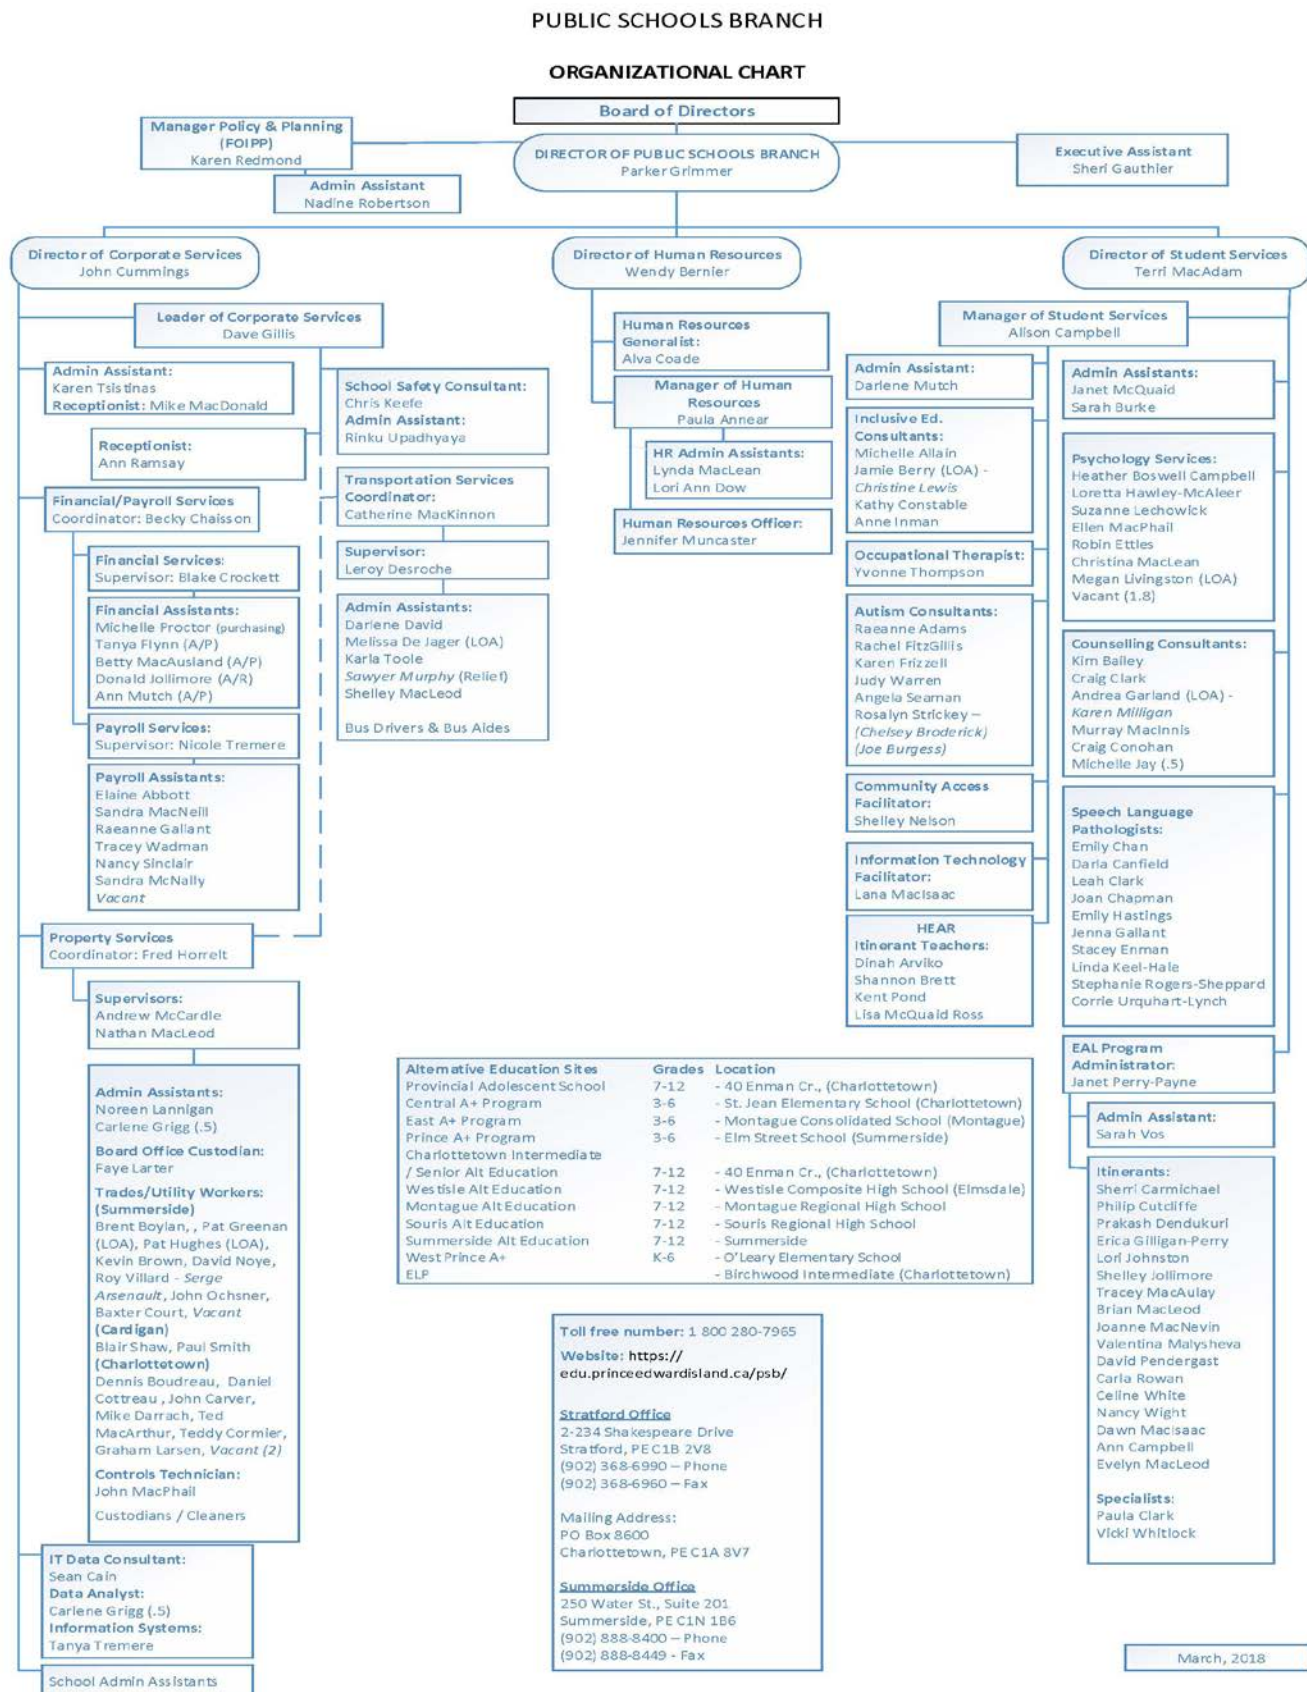 PUBLIC SCHOOLS BRANCH
ORGANIZATIONAL CHART
Board of Directors
Manager Policy & Planning
(FOIPP)
Karen Redmond
Admin Assistant
Nadine Robertson
DIRECTOR OF PUBLIC SCHOOLS BRANCH
Parker Grimmer
Executive Assistant
Sheri Gauthier
Director of Corporate Services
John Cummings
Director of Human Resources
Wendy Bernier
Director of Student Services
Terri MacAdam
Leader of Corporate Services
Dave Gillis
Admin Assistant:
Karen Tsistinas
Receptionist: Mike MacDonald
Receptionist:
Ann Ramsay
Financial/Payroll Services
Coordinator: Becky Chaisson
Financial Services:
Supervisor: Blake Crockett
Financial Assistants:
Michelle Proctor (purchasing)
Tanya Flynn (A/P)
Betty MacAusland (A/P)
Donald Jollimore (A/R)
Ann Mutch (A/P)
Payroll Services:
Supervisor: Nicole Tremere
Payroll Assistants:
Elaine Abbott
Sandra MacNeill
Raeanne Gallant
Tracey Wadman
Nancy Sinclair
Sandra McNally
Vacant
Property Services
Coordinator: Fred Horrelt
Supervisors:
Andrew McCardle
Nathan MacLeod
Admin Assistants:
Noreen Lannigan
Carlene Grigg (.5)
Board Office Custodian:
Faye Larter
Trades/Utility Workers:
(Summerside)
Brent Boylan, , Pat Greenan
(LOA), Pat Hughes (LOA),
Kevin Brown, David Noye,
Roy Villard - Serge
Arsenault, John Ochsner,
Baxter Court, Vacant
(Cardigan)
Blair Shaw, Paul Smith
(Charlottetown)
Dennis Boudreau, Daniel
Cottreau , John Carver,
Mike Darrach, Ted
MacArthur, Teddy Cormier,
Graham Larsen, Vacant (2)
Controls Technician:
John MacPhail
Custodians / Cleaners
IT Data Consultant:
Sean Cain
Data Analyst:
Carlene Grigg (.5)
Information Systems:
Tanya Tremere
School Admin Assistants
School Safety Consultant:
Chris Keefe
Admin Assistant:
Rinku Upadhyaya
Transportation Services
Coordinator:
Catherine MacKinnon
Supervisor:
Leroy Desroche
Admin Assistants:
Darlene David
Melissa De Jager (LOA)
Karla Toole
Sawyer Murphy (Relief)
Shelley MacLeod
Bus Drivers & Bus Aides
Human Resources
Generalist:
Alva Coade
Manager of Human
Resources
Paula Annear
HR Admin Assistants:
Lynda MacLean
Lori Ann Dow
Human Resources Officer:
Jennifer Muncaster
Manager of Student Services
Alison Campbell
Admin Assistant:
Darlene Mutch
Inclusive Ed.
Consultants:
Michelle Allain
Jamie Berry (LOA) -
Christine Lewis
Kathy Constable
Anne Inman
Occupational Therapist:
Yvonne Thompson
Autism Consultants:
Raeanne Adams
Rachel FitzGillis
Karen Frizzell
Judy Warren
Angela Seaman
Rosalyn Strickey –
(Chelsey Broderick)
(Joe Burgess)
Community Access
Facilitator:
Shelley Nelson
Information Technology
Facilitator:
Lana MacIsaac
HEAR
Itinerant Teachers:
Dinah Arviko
Shannon Brett
Kent Pond
Lisa McQuaid Ross
Admin Assistants:
Janet McQuaid
Sarah Burke
Psychology Services:
Heather Boswell Campbell
Loretta Hawley-McAleer
Suzanne Lechowick
Ellen MacPhail
Robin Ettles
Christina MacLean
Megan Livingston (LOA)
Vacant (1.8)
Counselling Consultants:
Kim Bailey
Craig Clark
Andrea Garland (LOA) -
Karen Milligan
Murray MacInnis
Craig Conohan
Michelle Jay (.5)
Speech Language
Pathologists:
Emily Chan
Darla Canfield
Leah Clark
Joan Chapman
Emily Hastings
Jenna Gallant
Stacey Enman
Linda Keel-Hale
Stephanie Rogers-Sheppard
Corrie Urquhart-Lynch
EAL Program
Administrator:
Janet Perry-Payne
Admin Assistant:
Sarah Vos
Itinerants:
Sherri Carmichael
Philip Cutcliffe
Prakash Dendukuri
Erica Gilligan-Perry
Lori Johnston
Shelley Jollimore
Tracey MacAulay
Brian MacLeod
Joanne MacNevin
Valentina Malysheva
David Pendergast
Carla Rowan
Celine White
Nancy Wight
Dawn MacIsaac
Ann Campbell
Evelyn MacLeod
Specialists:
Paula Clark
Vicki Whitlock
Alternative Education Sites Grades Location
Provincial Adolescent School 7-12 - 40 Enman Cr., (Charlottetown)
Central A+ Program 3-6 - St. Jean Elementary School (Charlottetown)
East A+ Program 3-6 - Montague Consolidated School (Montague)
Prince A+ Program 3-6 - Elm Street School (Summerside)
Charlottetown Intermediate
/ Senior Alt Education 7-12 - 40 Enman Cr., (Charlottetown)
Westisle Alt Education 7-12 - Westisle Composite High School (Elmsdale)
Montague Alt Education 7-12 - Montague Regional High School
Souris Alt Education 7-12 - Souris Regional High School
Summerside Alt Education 7-12 - Summerside
West Prince A+ K-6 - O'Leary Elementary School
ELP - Birchwood Intermediate (Charlottetown)
Toll free number: 1 800 280-7965
Website: https://
edu.princeedwardisland.ca/psb/
Stratford Office
2-234 Shakespeare Drive
Stratford, PE C1B 2V8
(902) 368-6990 – Phone
(902) 368-6960 – Fax
Mailing Address:
PO Box 8600
Charlottetown, PE C1A 8V7
Summerside Office
250 Water St., Suite 201
Summerside, PE C1N 1B6
(902) 888-8400 – Phone
(902) 888-8449 - Fax
March, 2018